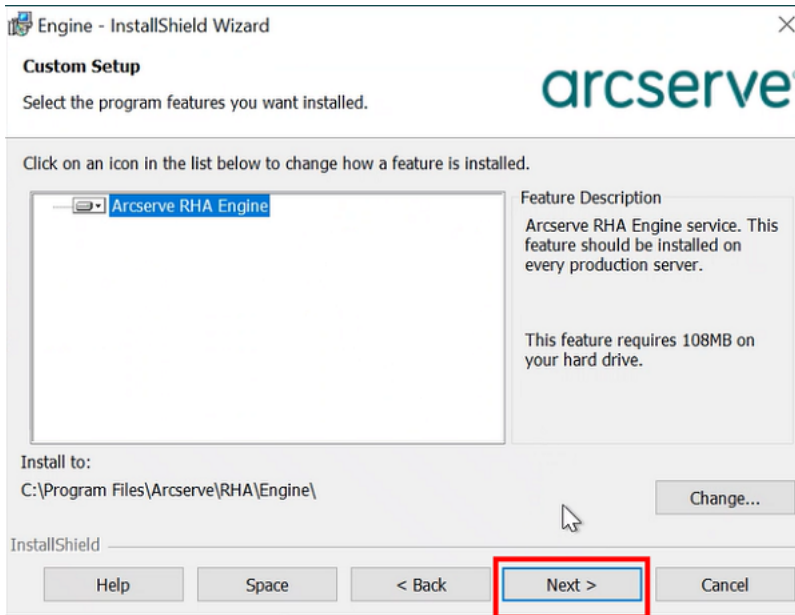 Engine - InstallShield Wizard
Custom Setup
Select the program features you want installed.
arcserve
Click on an icon in the list below to change how a feature is installed.
Arcserve RHA Engine
Feature Description
Arcserve RHA Engine service. This
feature should be installed on
every production server.
This feature requires 108MB on
your hard drive.
Install to:
C:\Program Files\Arcserve\RHA\Engine\
Change...
InstallShield
Help
Space
< Back
Next >
Cancel